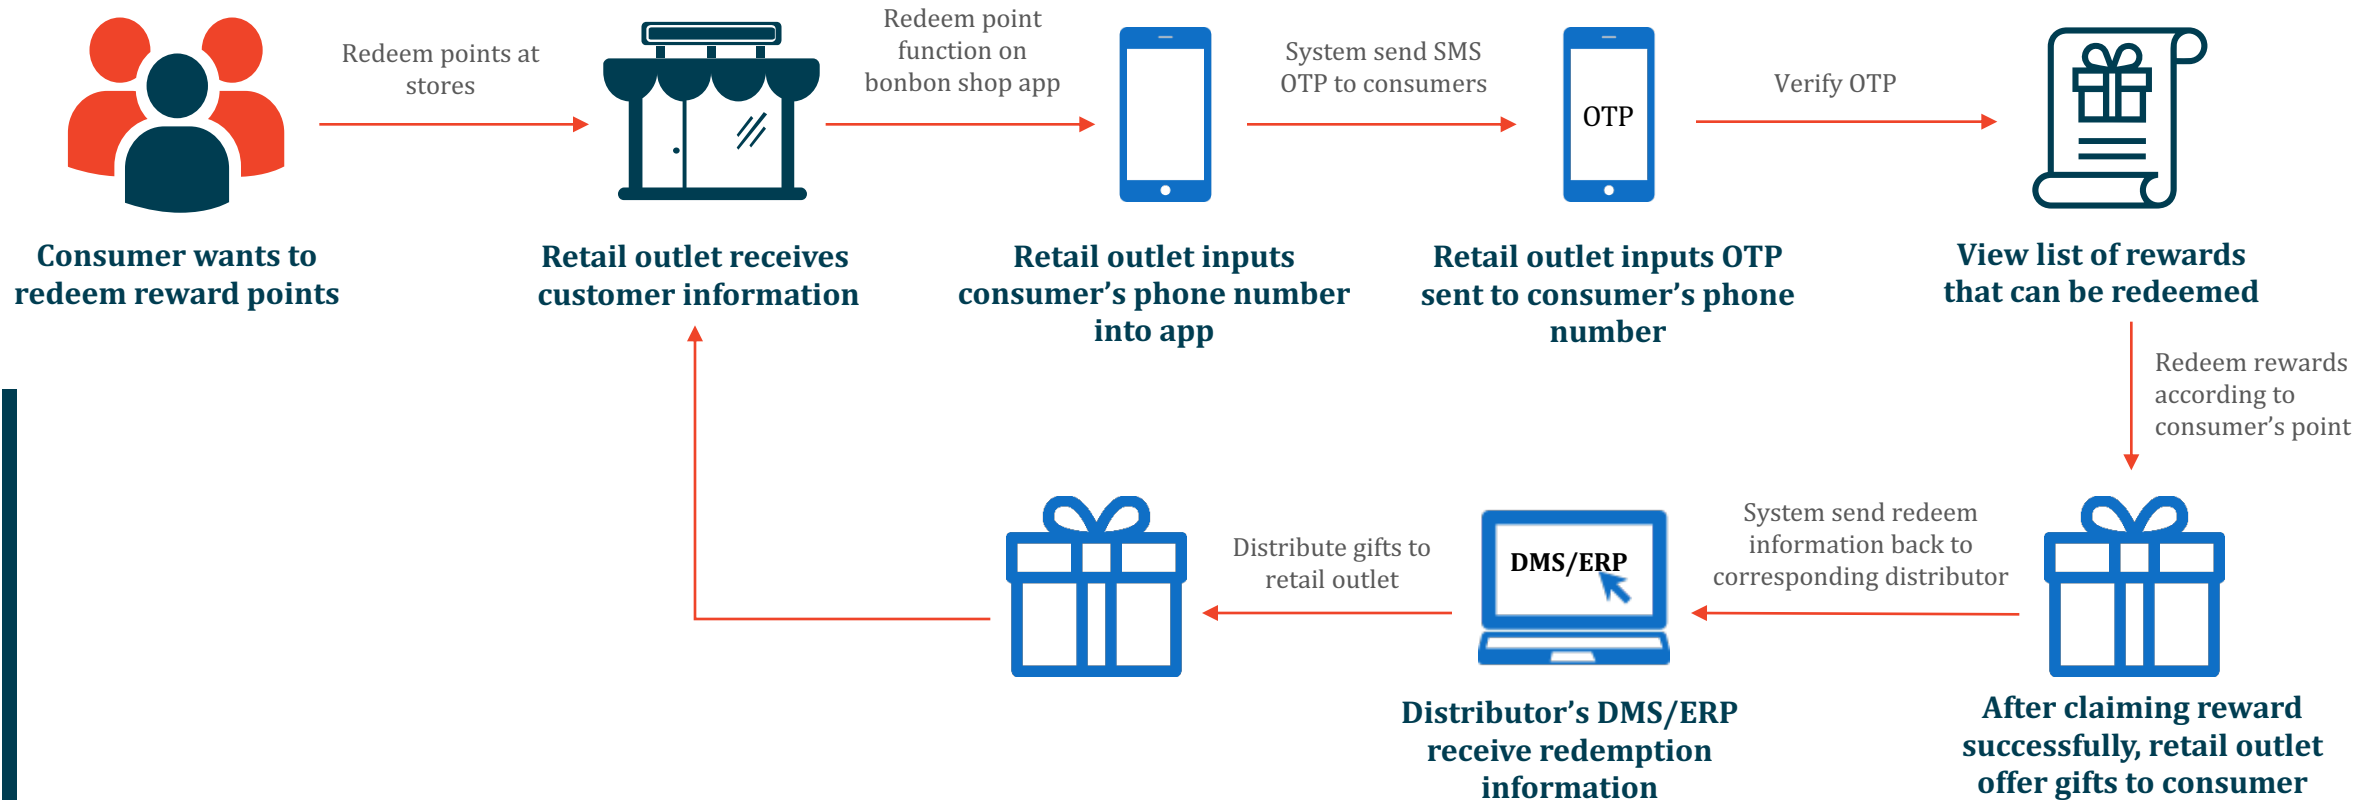 Redeem points at
stores
Redeem point
function on
bonbon shop app
System send SMS
OTP to consumers
OTP
Verify OTP
Consumer wants to
redeem reward points
Retail outlet receives
customer information
Retail outlet inputs
consumer’s phone number
into app
Retail outlet inputs OTP
sent to consumer’s phone
number
View list of rewards
that can be redeemed
Redeem rewards
according to
consumer’s point
System send redeem
information back to
corresponding distributor
DMS/ERP
Distribute gifts to
retail outlet
After claiming reward
successfully, retail outlet
offer gifts to consumer
Distributor’s DMS/ERP
receive redemption
information